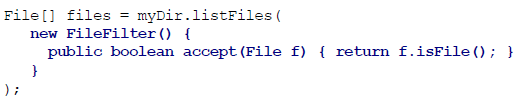 File[] files = myDir.listFiles(
new FileFilter() {
public boolean accept(File f) { return f.isFile(); }
}
);